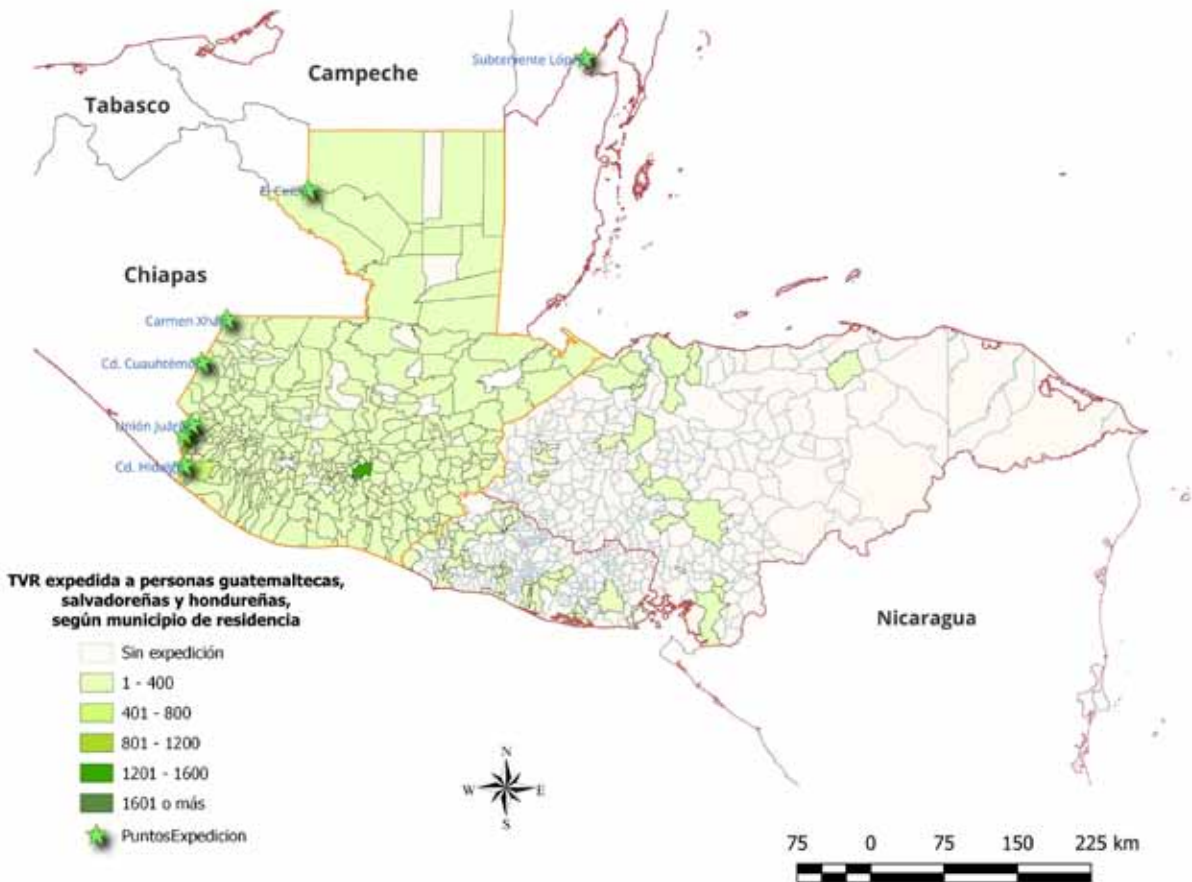 Subteniente López
Campeche
Tabasco
Chiapas
Carmen Xhá
Cd. Cuauhtémoc
Unión Juárez
Cd. Hidalgo
TVR expedida a personas guatemaltecas,
salvadoreñas y hondureñas,
según municipio de residencia
Nicaragua
Sin expedición
1 - 400
401 - 800
801 - 1200
1201 - 1600
1601 o más
PuntosExpedicion
N
W E
S
75 0 75 150 225 km